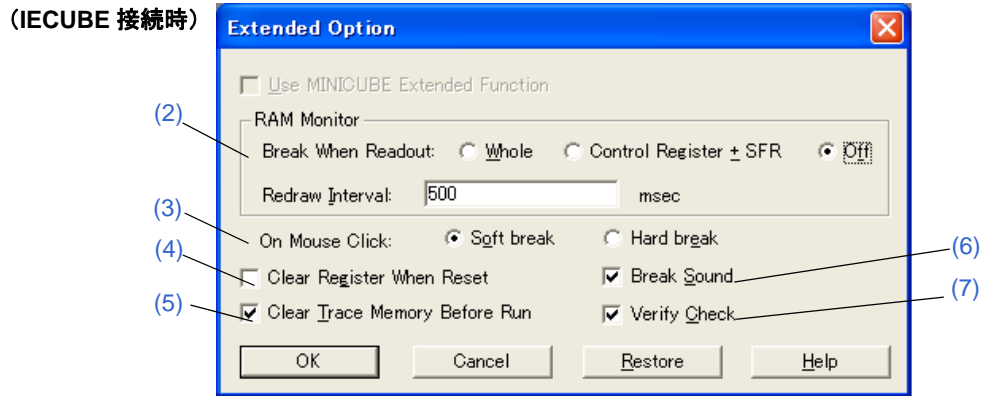 （IECUBE 接続時）
Extended Option
Use MINICUBE Extended Function
(2)
RAM Monitor
Break When Readout: Whole Control Register + SFR Off
Redraw Interval: 500 msec
(3)
On Mouse Click: Soft break Hard break
(4) Clear Register When Reset Break Sound (6)
(5) Clear Trace Memory Before Run Verify Check (7)
OK Cancel Restore Help